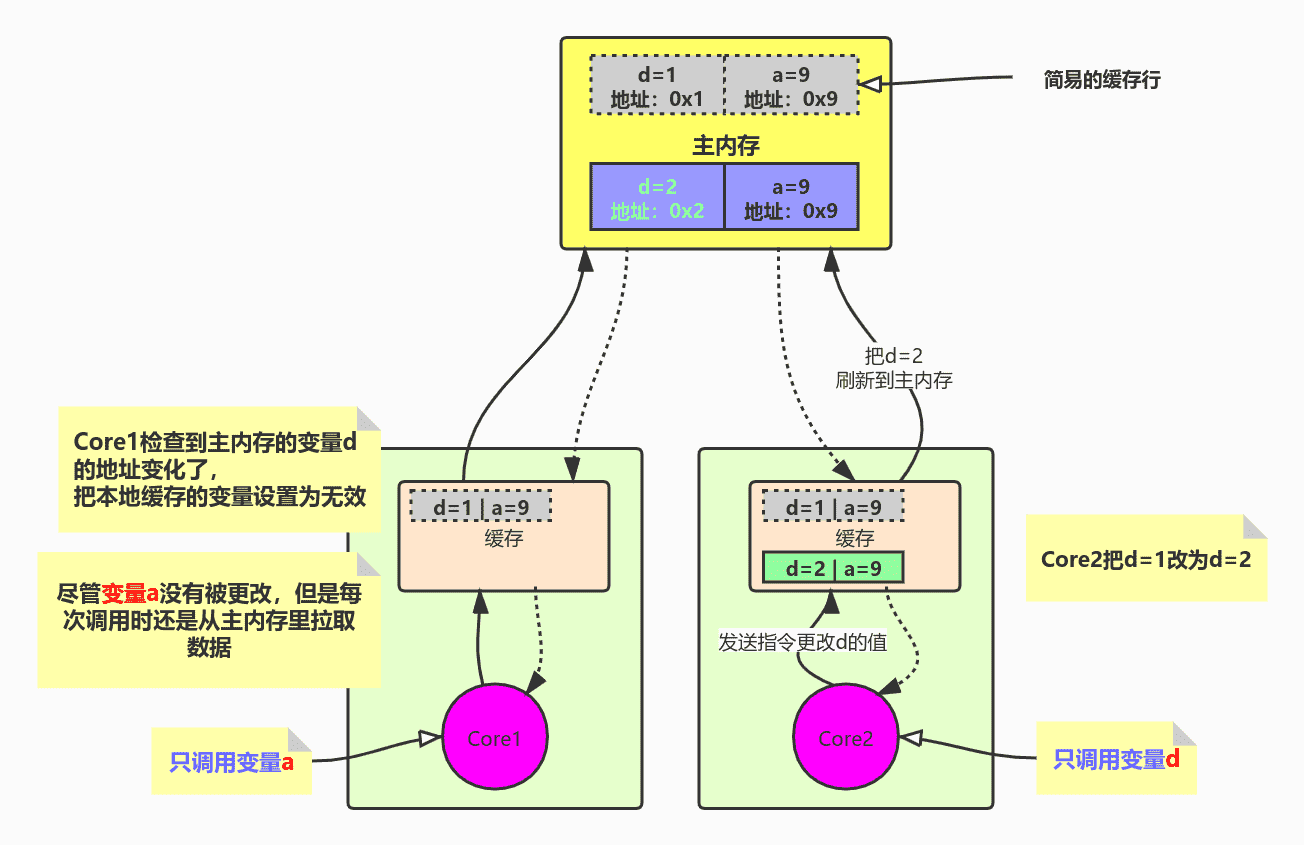 d=1
地址：0x1
a=9
地址：0x9
简易的缓存行
主内存
d=2
地址：0x2
a=9
地址：0x9
把d=2
刷新到主内存
Core1检查到主内存的变量d
的地址变化了，
把本地缓存的变量设置为无效
d=1 | a=9
缓存
d=1 | a=9
缓存
d=2 | a=9
Core2把d=1改为d=2
尽管变量a没有被更改，但是每
次调用时还是从主内存里拉取
数据
发送指令更改d的值
Core1
Core2
只调用变量a
只调用变量d